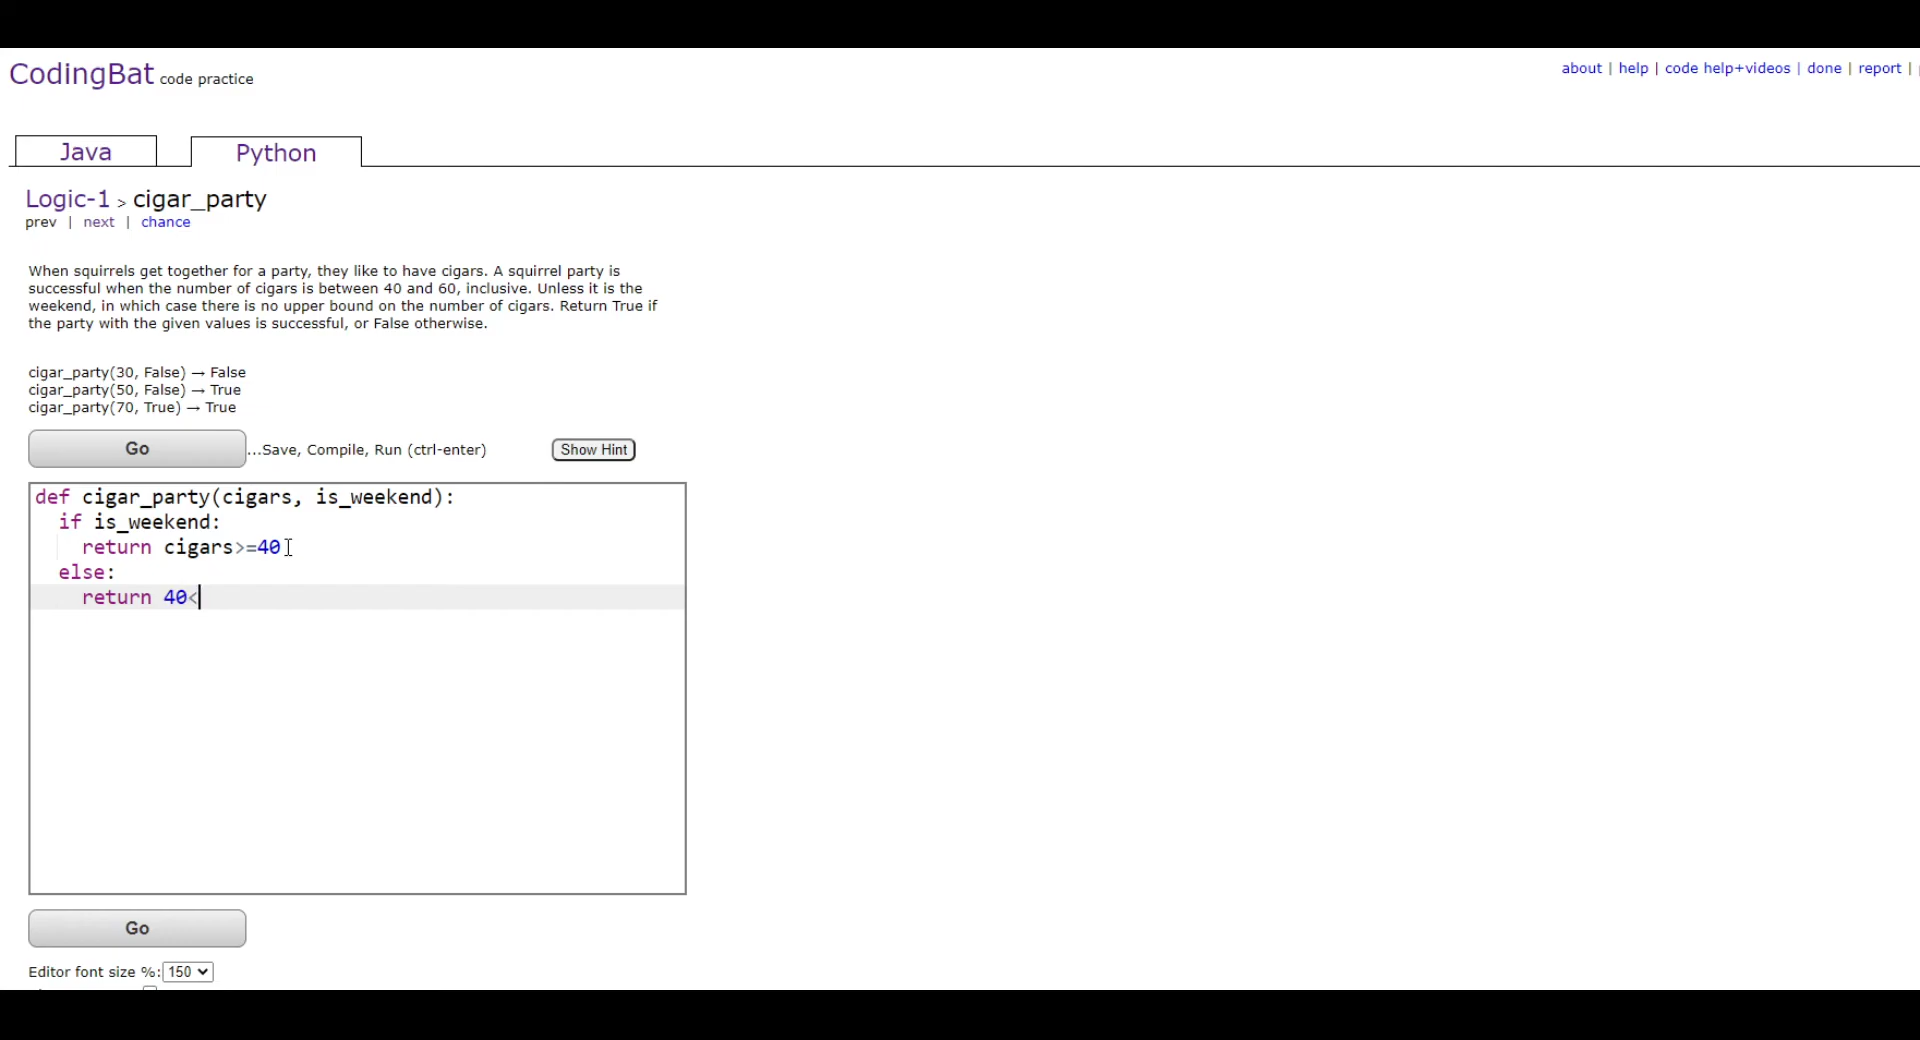 CodingBat code practice
about | help | code help+videos | done | report |
Java
Python
Logic-1 > cigar_party
prev | next | chance
When squirrels get together for a party, they like to have cigars. A squirrel party is
successful when the number of cigars is between 40 and 60, inclusive. Unless it is the
weekend, in which case there is no upper bound on the number of cigars. Return True if
the party with the given values is successful, or False otherwise.
cigar_party(30, False) → False
cigar_party(50, False) → True
cigar_party(70, True) → True
Go ...Save, Compile, Run (ctrl-enter) Show Hint
def cigar_party(cigars, is_weekend):
  if is_weekend:
    return cigars>=40
  else:
    return 40<
Go
Editor font size %: 150